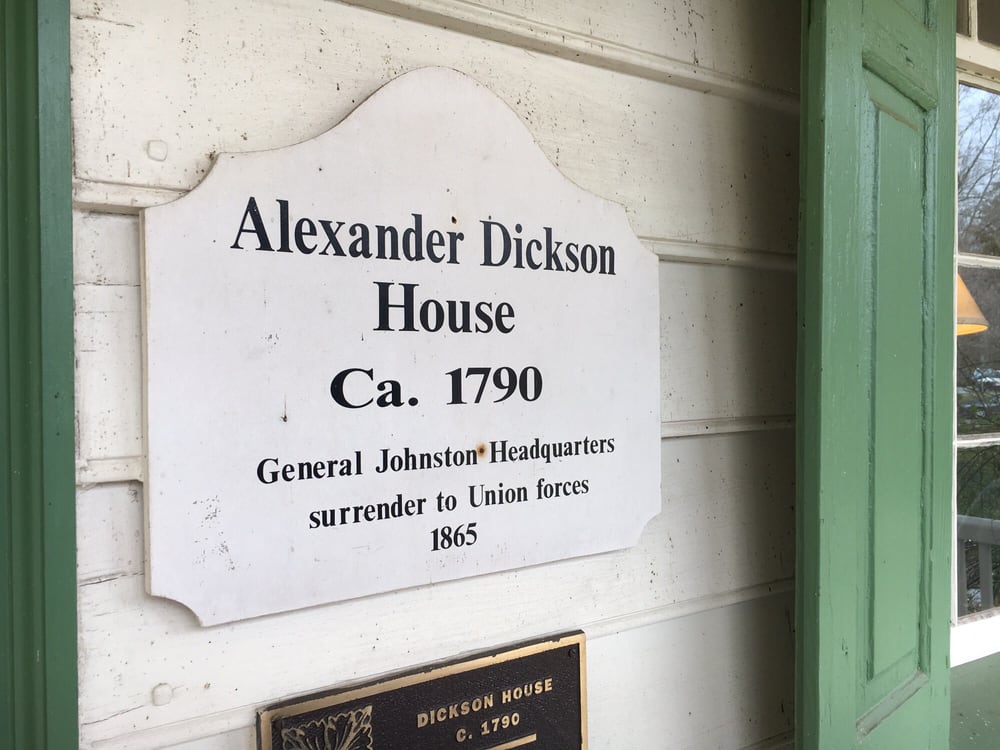 Alexander Dickson
House
Ca. 1790
General Johnston Headquarters
surrender to Union forces
1865
DICKSON HOUSE
C. 1790